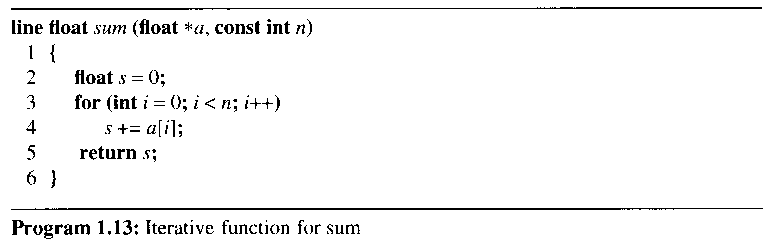 line float sum (float *a, const int n)
1 {
2 float s = 0;
3 for (int i = 0; i < n; i++)
4 s += a[i];
5 return s;
6 }
Program 1.13: Iterative function for sum